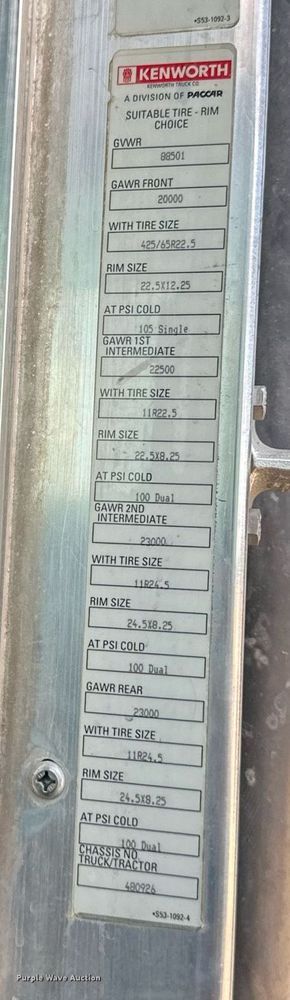 •S53-1092-3
KENWORTH
KENWORTH TRUCK CO.
A DIVISION OF PACCAR
SUITABLE TIRE - RIM
CHOICE
GVWR
88501
GAWR FRONT
20000
WITH TIRE SIZE
425/65R22.5
RIM SIZE
22.5X12.25
AT PSI COLD
105 Single
GAWR 1ST
INTERMEDIATE
22500
WITH TIRE SIZE
11R22.5
RIM SIZE
22.5X8.25
AT PSI COLD
100 Dual
GAWR 2ND
INTERMEDIATE
23000
WITH TIRE SIZE
11R24.5
RIM SIZE
24.5X8.25
AT PSI COLD
100 Dual
GAWR REAR
23000
WITH TIRE SIZE
11R24.5
RIM SIZE
24.5X8.25
AT PSI COLD
100 Dual
CHASSIS NO.
TRUCK/TRACTOR
480926
•S53-1092-4
Purple Wave Auction